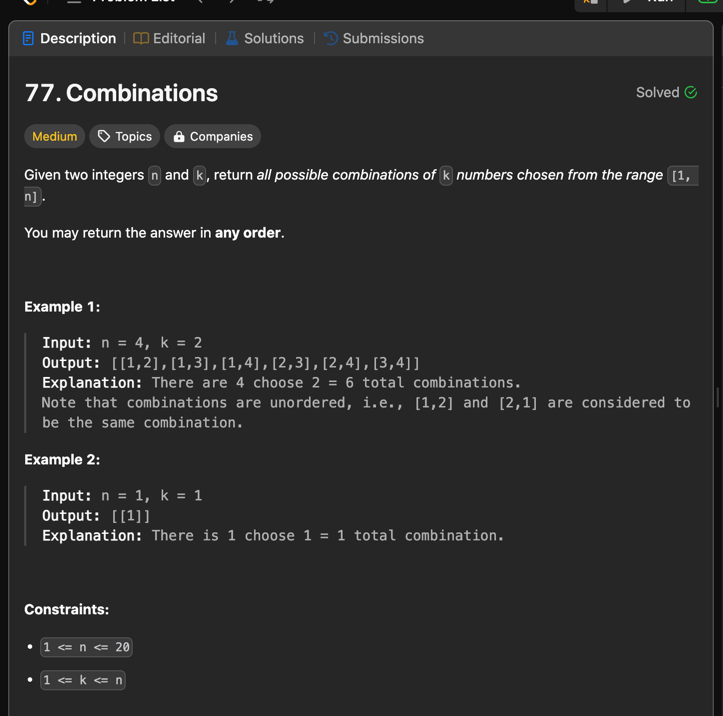 Description
Editorial
Solutions
Submissions
77. Combinations
Solved
Medium
Topics
Companies
Given two integers n and k, return all possible combinations of k numbers chosen from the range [1,
n].
You may return the answer in any order.
Example 1:
Input: n = 4, k = 2
Output: [[1,2],[1,3],[1,4],[2,3],[2,4],[3,4]]
Explanation: There are 4 choose 2 = 6 total combinations.
Note that combinations are unordered, i.e., [1,2] and [2,1] are considered to
be the same combination.
Example 2:
Input: n = 1, k = 1
Output: [[1]]
Explanation: There is 1 choose 1 = 1 total combination.
Constraints:
• 1 <= n <= 20
• 1 <= k <= n